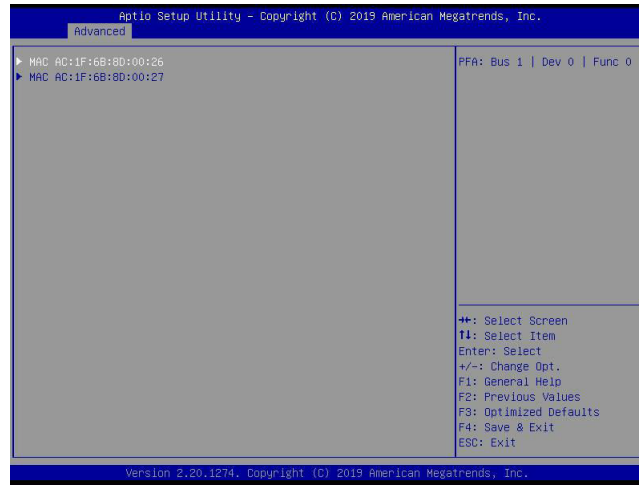 Aptio Setup Utility – Copyright (C) 2019 American Megatrends, Inc.
Advanced
▶ MAC AC:1F:6B:8D:00:26
▶ MAC AC:1F:6B:8D:00:27
PFA: Bus 1 | Dev 0 | Func 0
→←: Select Screen
↑↓: Select Item
Enter: Select
+/-: Change Opt.
F1: General Help
F2: Previous Values
F3: Optimized Defaults
F4: Save & Exit
ESC: Exit
Version 2.20.1274. Copyright (C) 2019 American Megatrends, Inc.